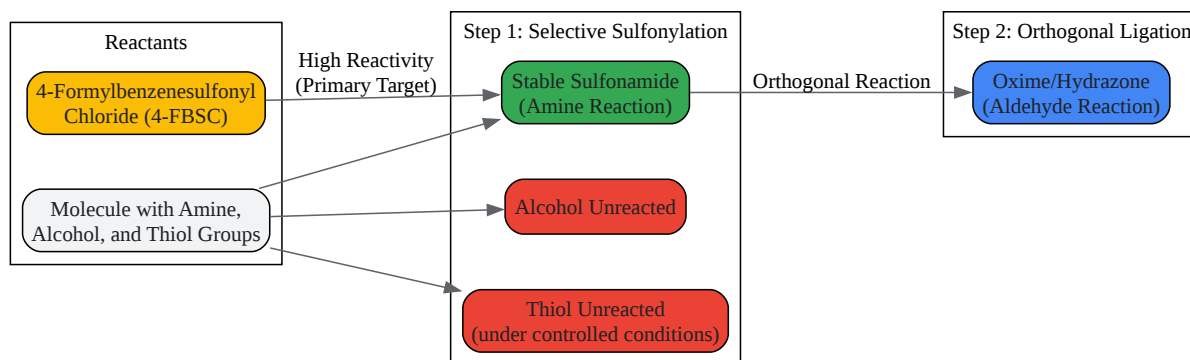 Reactants
4-Formylbenzenesulfonyl
Chloride (4-FBSC)
Molecule with Amine,
Alcohol, and Thiol Groups
High Reactivity
(Primary Target)
Step 1: Selective Sulfonylation
Stable Sulfonamide
(Amine Reaction)
Alcohol Unreacted
Thiol Unreacted
(under controlled conditions)
Orthogonal Reaction
Step 2: Orthogonal Ligation
Oxime/Hydrazone
(Aldehyde Reaction)